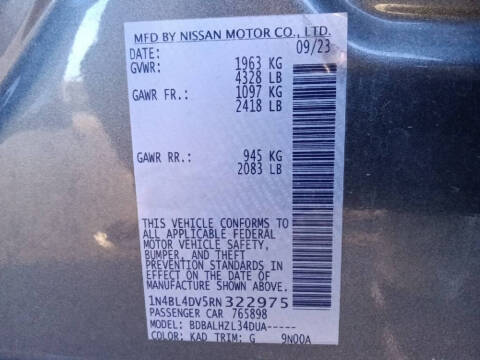 MFD BY NISSAN MOTOR CO., LTD.
DATE: 09/23
GVWR: 1963 KG
4328 LB
GAWR FR.: 1097 KG
2418 LB
GAWR RR.: 945 KG
2083 LB
THIS VEHICLE CONFORMS TO
ALL APPLICABLE FEDERAL
MOTOR VEHICLE SAFETY,
BUMPER, AND THEFT
PREVENTION STANDARDS IN
EFFECT ON THE DATE OF
MANUFACTURE SHOWN ABOVE.
1N4BL4DV5RN322975
PASSENGER CAR 765898
MODEL: BDBALHZL34DUA-----
COLOR: KAD TRIM: G 9N00A